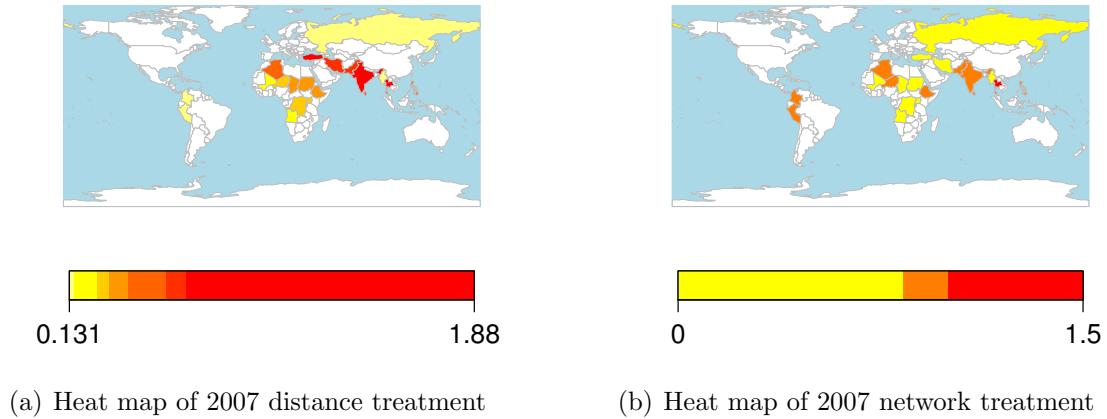 0.131 1.88
0 1.5
(a) Heat map of 2007 distance treatment
(b) Heat map of 2007 network treatment